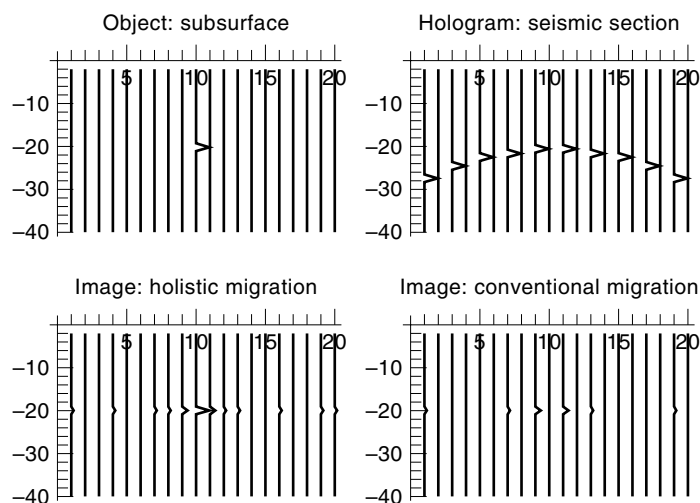 Object: subsurface
5 10 15 20
–10
–20
–30
–40
Hologram: seismic section
5 10 15 20
–10
–20
–30
–40
Image: holistic migration
5 10 15 20
–10
–20
–30
–40
Image: conventional migration
5 10 15 20
–10
–20
–30
–40